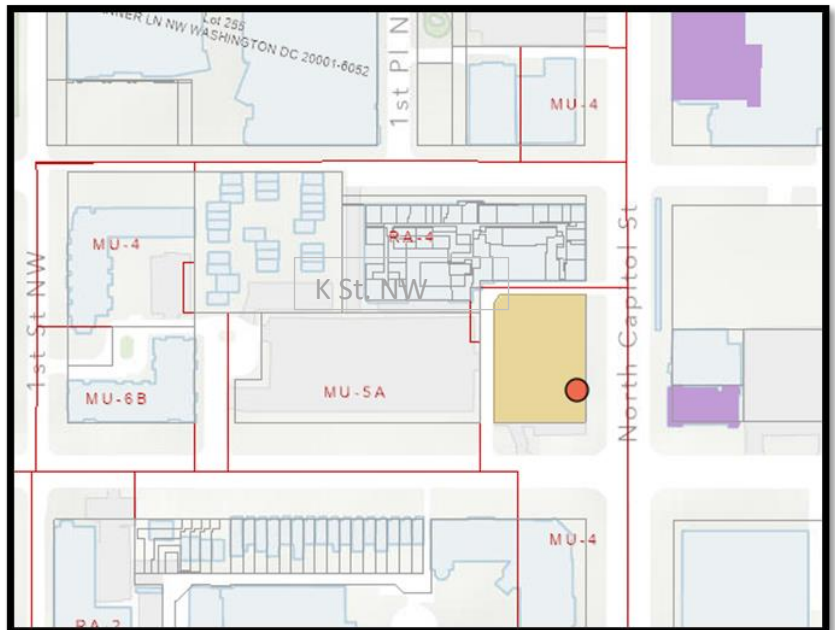 Lot 255
NNER LN NW WASHINGTON DC 20001-6052
1st Pl N
MU-4
MU-4
RA-4
K St. NW
1st St NW
North Capitol St
MU-5A
MU-6B
MU-4
RA-2